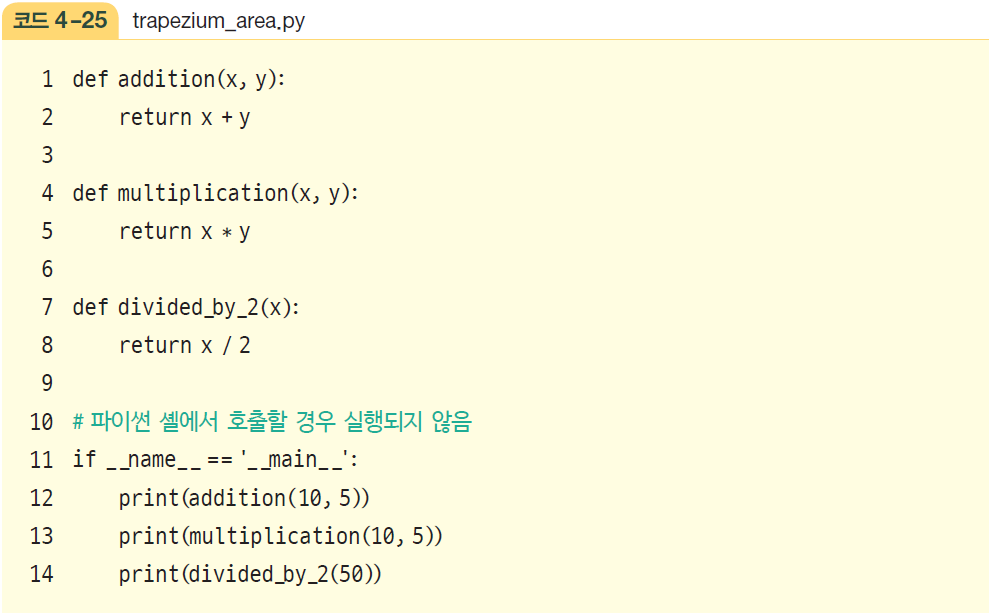 코드 4-25 trapezium_area.py
1 def addition(x, y):
2     return x + y
3
4 def multiplication(x, y):
5     return x * y
6
7 def divided_by_2(x):
8     return x / 2
9
10 # 파이썬 셸에서 호출할 경우 실행되지 않음
11 if __name__ == '__main__':
12     print(addition(10, 5))
13     print(multiplication(10, 5))
14     print(divided_by_2(50))